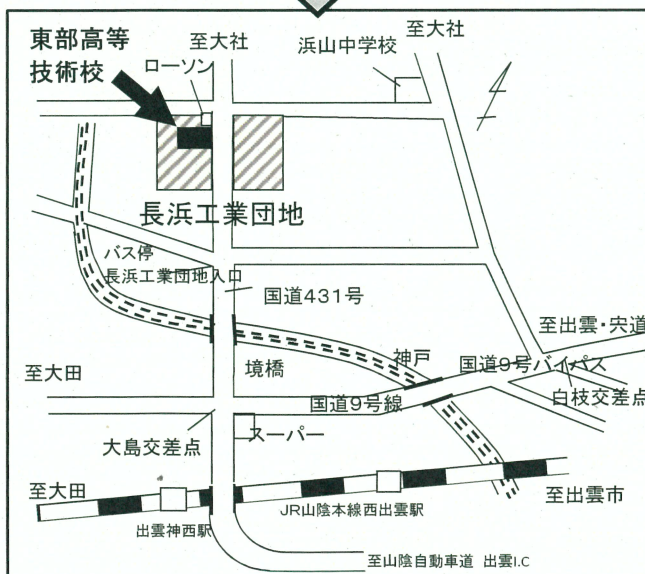 至大社
東部高等
技術校
至大社
浜山中学校
ローソン
長浜工業団地
バス停
長浜工業団地入口
国道431号
至出雲・宍道
神戸
国道9号バイパス
境橋
至大田
白枝交差点
国道9号線
スーパー
大島交差点
至大田
至出雲市
JR山陰本線西出雲駅
出雲神西駅
至山陰自動車道 出雲I.C